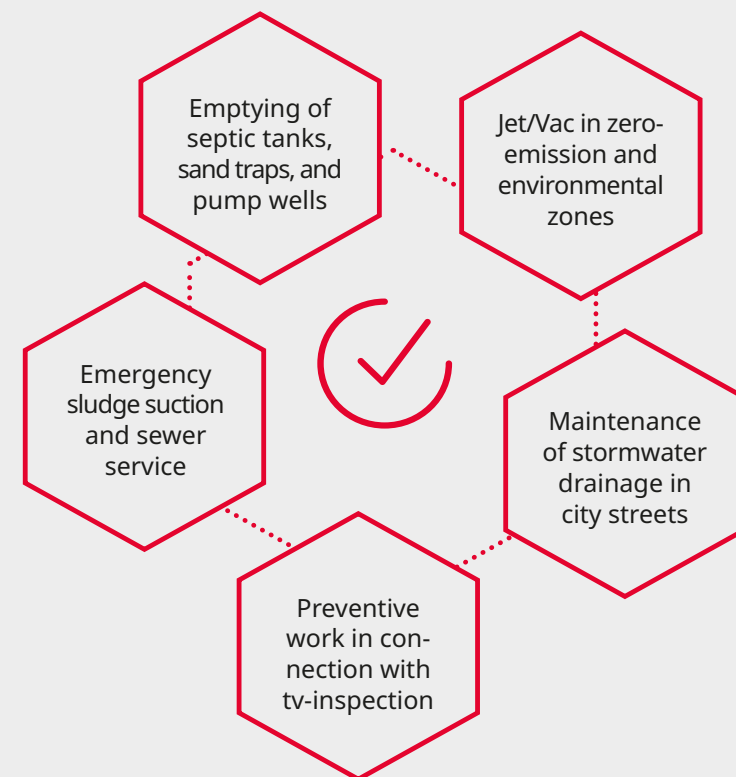 Emptying of
septic tanks,
sand traps, and
pump wells
Jet/Vac in zero-
emission and
environmental
zones
Emergency
sludge suction
and sewer
service
Maintenance
of stormwater
drainage in
city streets
Preventive
work in con-
nection with
tv-inspection